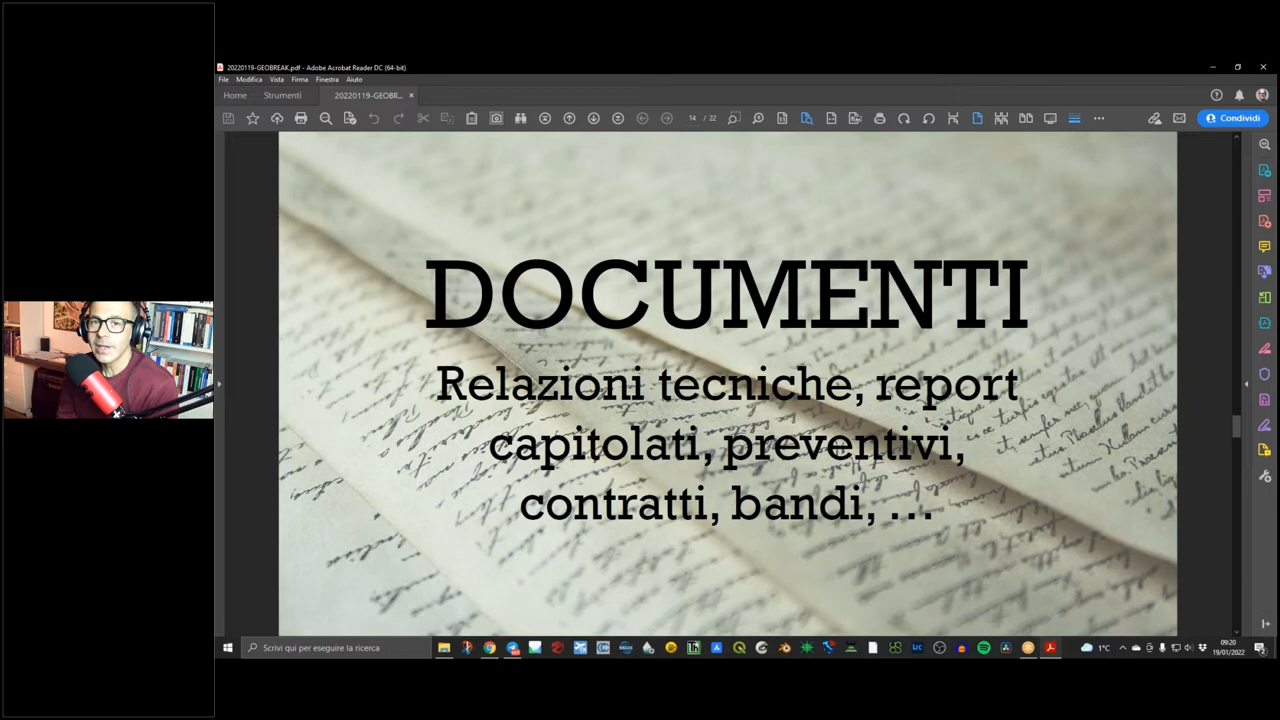 20220119-GEOBREAK.pdf - Adobe Acrobat Reader DC (64-bit)
File Modifica Vista Firma Finestra Aiuto
Home Strumenti 20220119-GEOBR... ×
14 / 22
Condividi
DOCUMENTI
Relazioni tecniche, report
capitolati, preventivi,
contratti, bandi, ...
Scrivi qui per eseguire la ricerca
1°C
09:20
19/01/2022